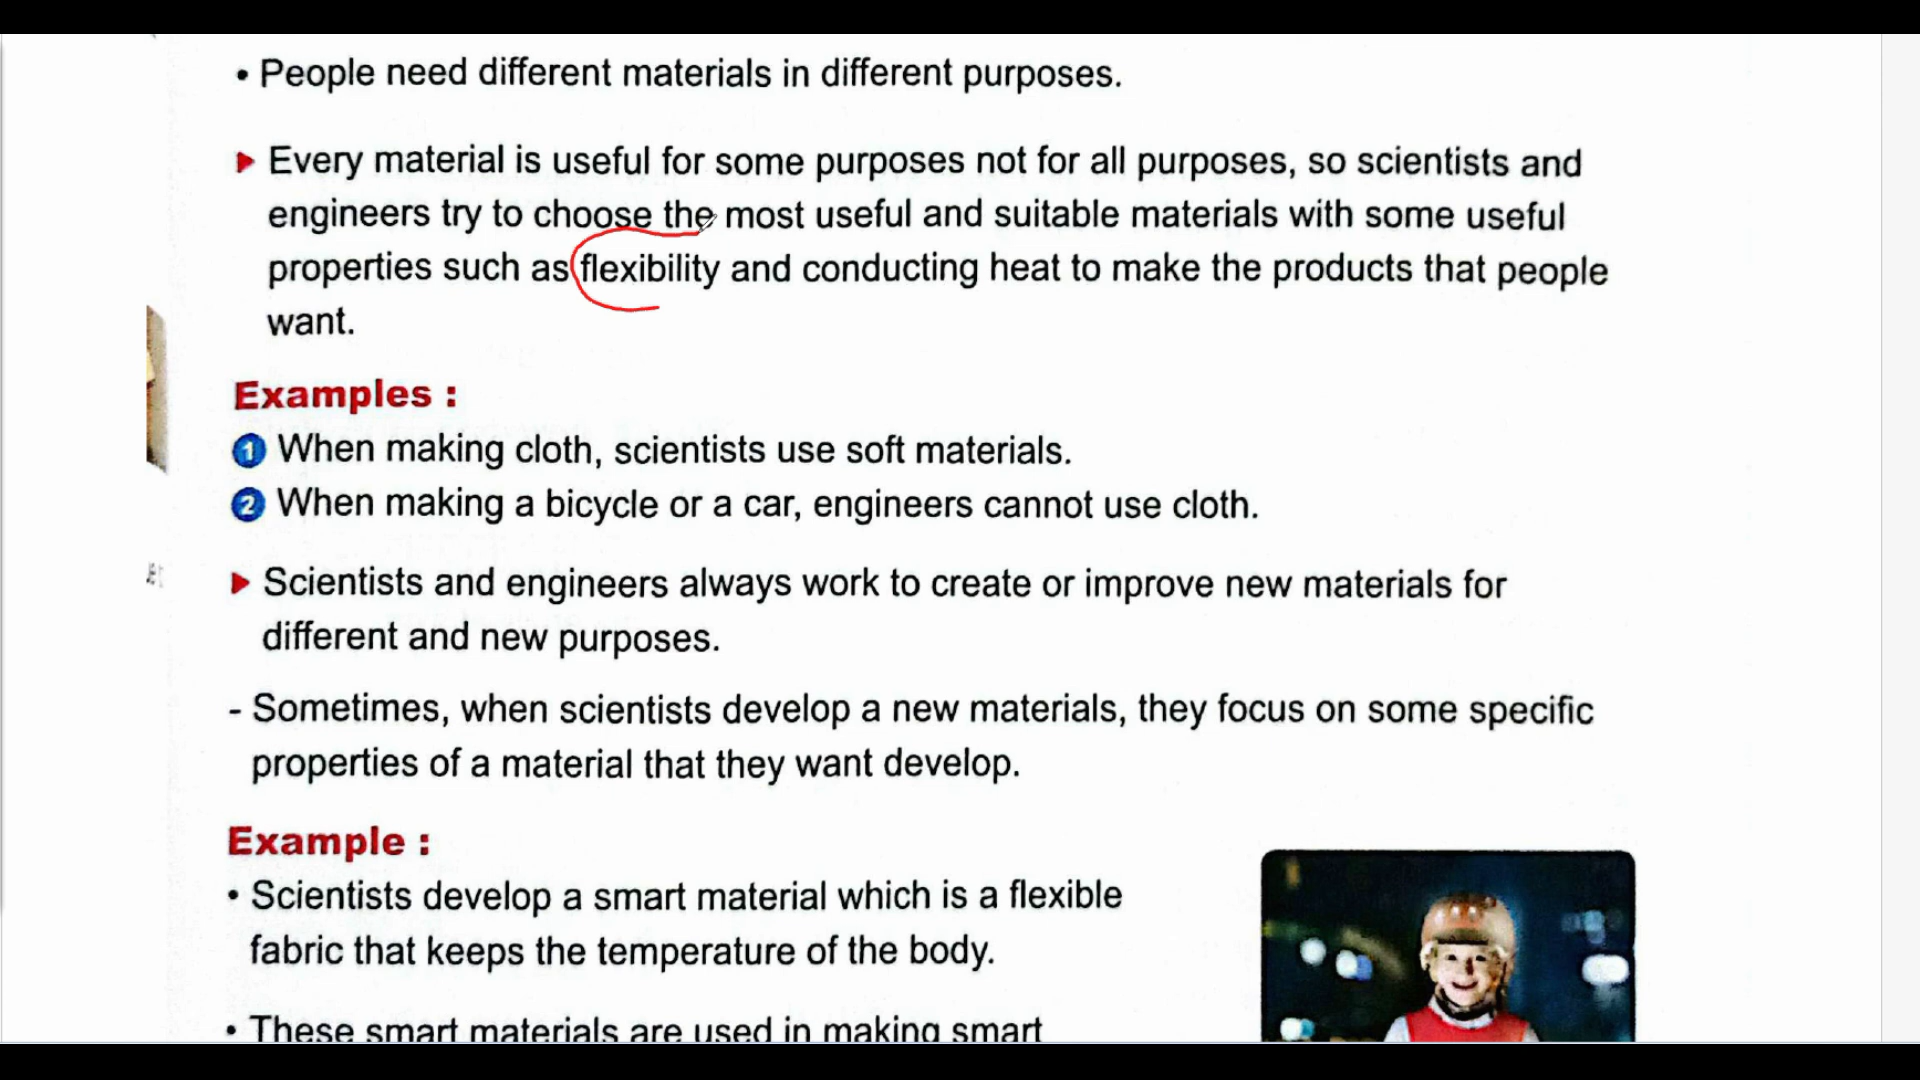 • People need different materials in different purposes.
Every material is useful for some purposes not for all purposes, so scientists and
engineers try to choose the most useful and suitable materials with some useful
properties such as flexibility and conducting heat to make the products that people
want.
Examples :
1 When making cloth, scientists use soft materials.
2 When making a bicycle or a car, engineers cannot use cloth.
Scientists and engineers always work to create or improve new materials for
different and new purposes.
- Sometimes, when scientists develop a new materials, they focus on some specific
properties of a material that they want develop.
Example :
• Scientists develop a smart material which is a flexible
fabric that keeps the temperature of the body.
• These smart materials are used in making smart